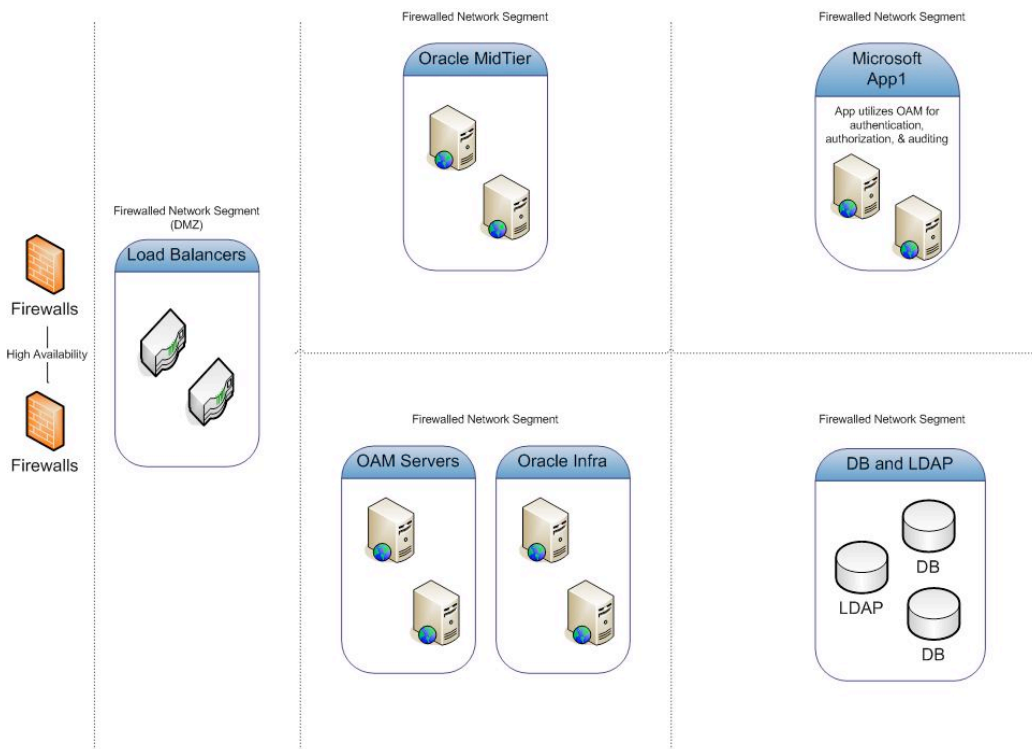 Firewalled Network Segment
Oracle MidTier
Firewalled Network Segment
Microsoft
App1
App utilizes OAM for
authentication,
authorization, & auditing
Firewalled Network Segment
(DMZ)
Load Balancers
Firewalls
High Availability
Firewalls
Firewalled Network Segment
OAM Servers
Oracle Infra
Firewalled Network Segment
DB and LDAP
DB
LDAP
DB